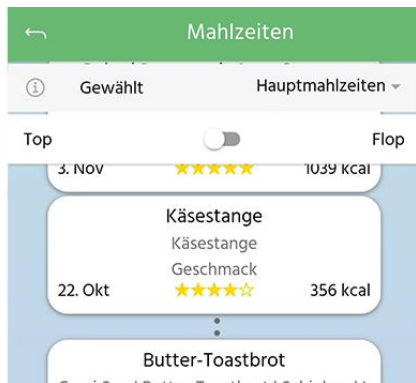 Mahlzeiten
Gewählt Hauptmahlzeiten
Top Flop
3. Nov 1039 kcal
Käsestange
Käsestange
Geschmack
22. Okt 356 kcal
Butter-Toastbrot